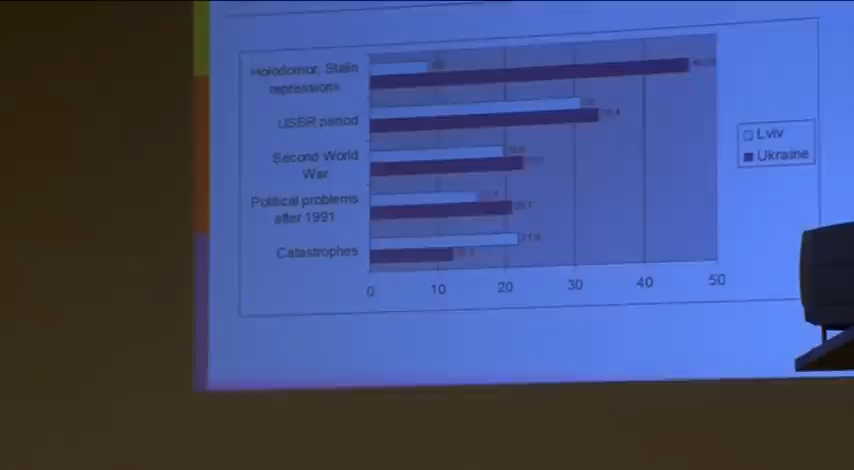 Holodomor, Stalin
repressions
USSR period
Second World
War
Political problems
after 1991
Catastrophes
0 10 20 30 40 50
Lviv
Ukraine